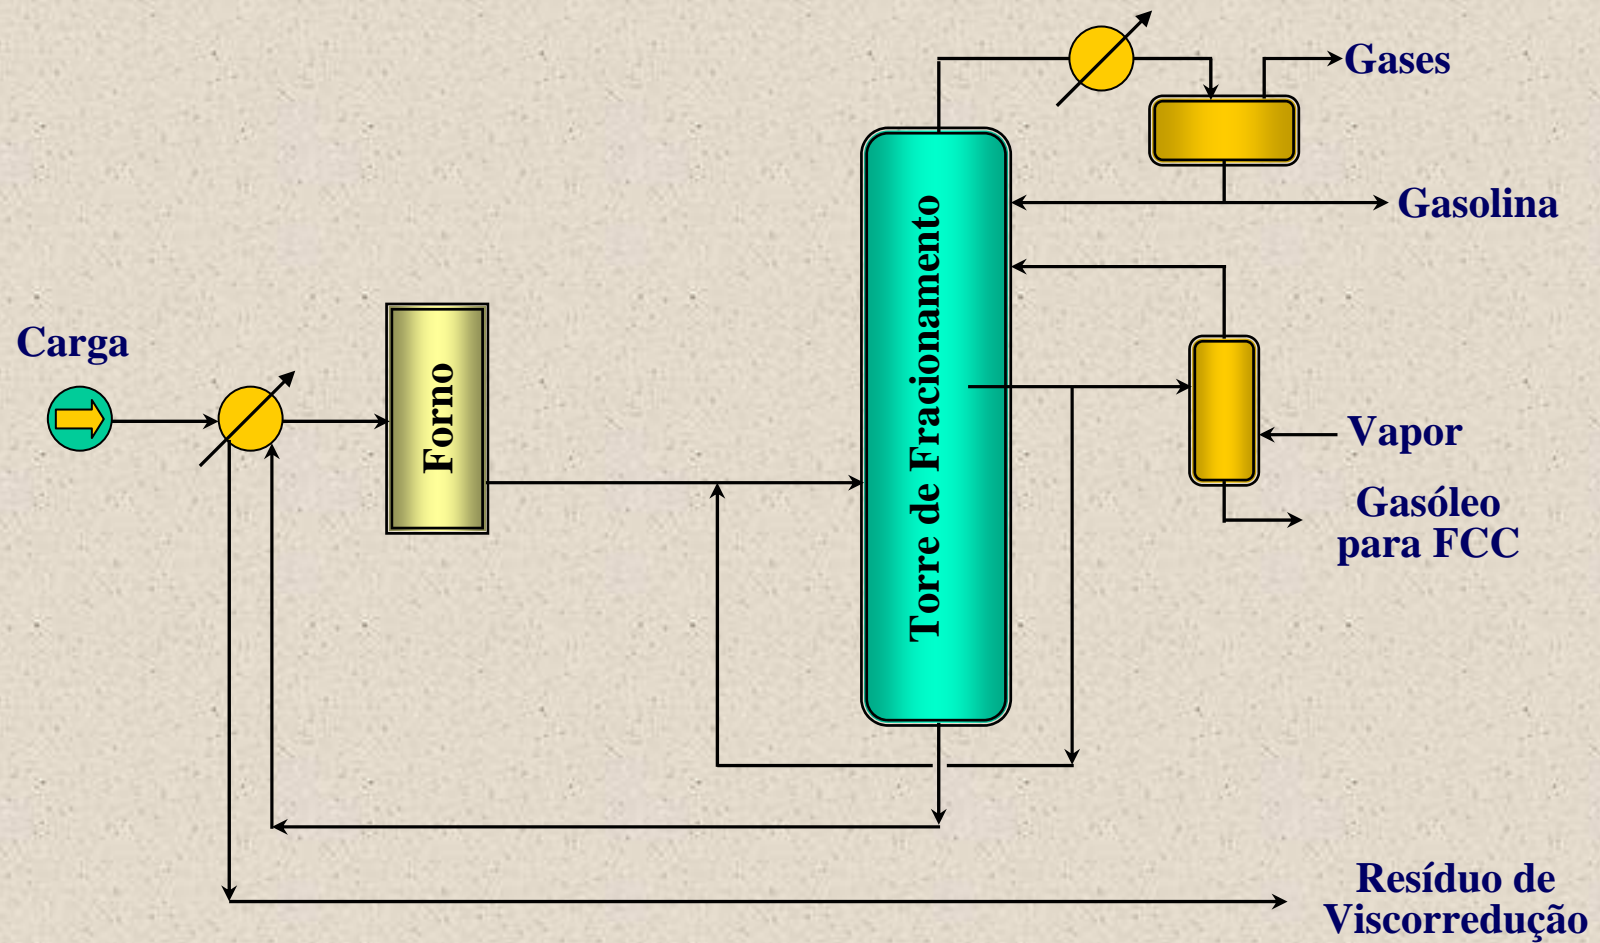 Gases
Gasolina
Carga
Forno
Torre de Fracionamento
Vapor
Gasóleo
para FCC
Resíduo de
Viscorredução